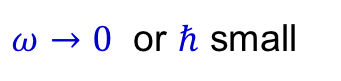 ω → 0 or ℏ small